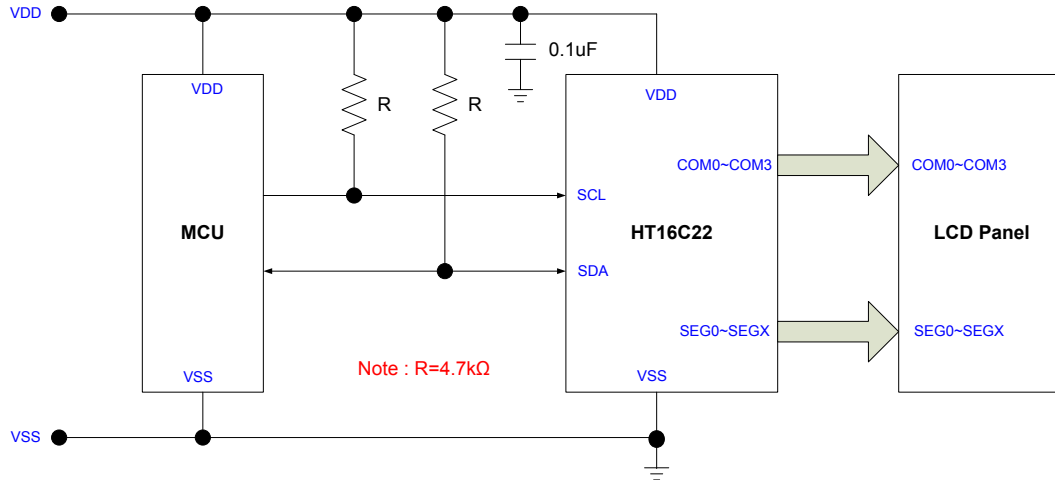 VDD
0.1uF
VDD
R
R
VDD
COM0~COM3
COM0~COM3
SCL
MCU
HT16C22
LCD Panel
SDA
SEG0~SEGX
SEG0~SEGX
Note : R=4.7kΩ
VSS
VSS
VSS